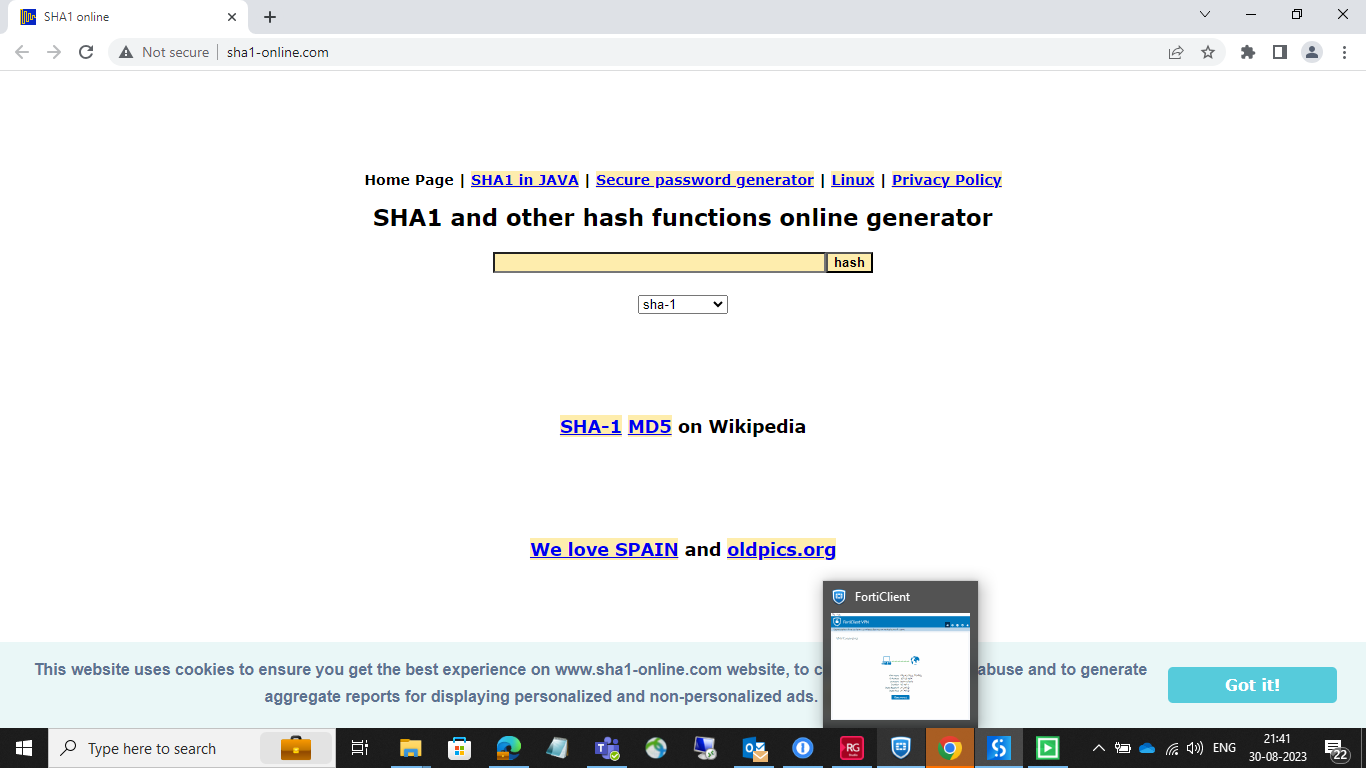 SHA1 online
Not secure
sha1-online.com
Home Page | SHA1 in JAVA | Secure password generator | Linux | Privacy Policy
SHA1 and other hash functions online generator
hash
sha-1
SHA-1 MD5 on Wikipedia
We love SPAIN and oldpics.org
FortiClient
FortiClient VPN
This website uses cookies to ensure you get the best experience on www.sha1-online.com website, to abuse and to generate
aggregate reports for displaying personalized and non-personalized ads.
Got it!
Type here to search
RG
ENG
21:41
30-08-2023
22